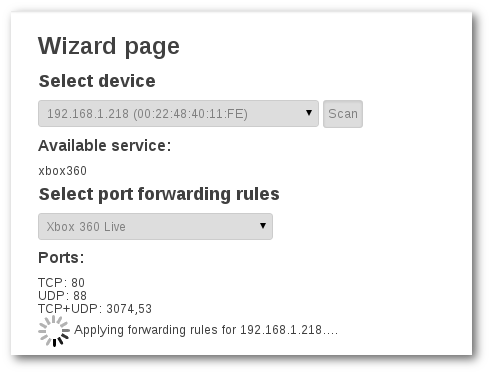 Wizard page
Select device
192.168.1.218 (00:22:48:40:11:FE)
Scan
Available service:
xbox360
Select port forwarding rules
Xbox 360 Live
Ports:
TCP: 80
UDP: 88
TCP+UDP: 3074,53
Applying forwarding rules for 192.168.1.218....